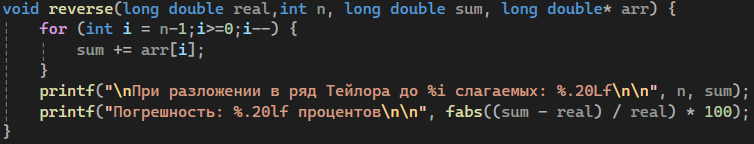 void reverse(long double real,int n, long double sum, long double* arr) {
    for (int i = n-1;i>=0;i--) {
        sum += arr[i];
    }
    printf("\nПри разложении в ряд Тейлора до %i слагаемых: %.20Lf\n\n", n, sum);
    printf("Погрешность: %.20lf процентов\n\n", fabs((sum - real) / real) * 100);
}